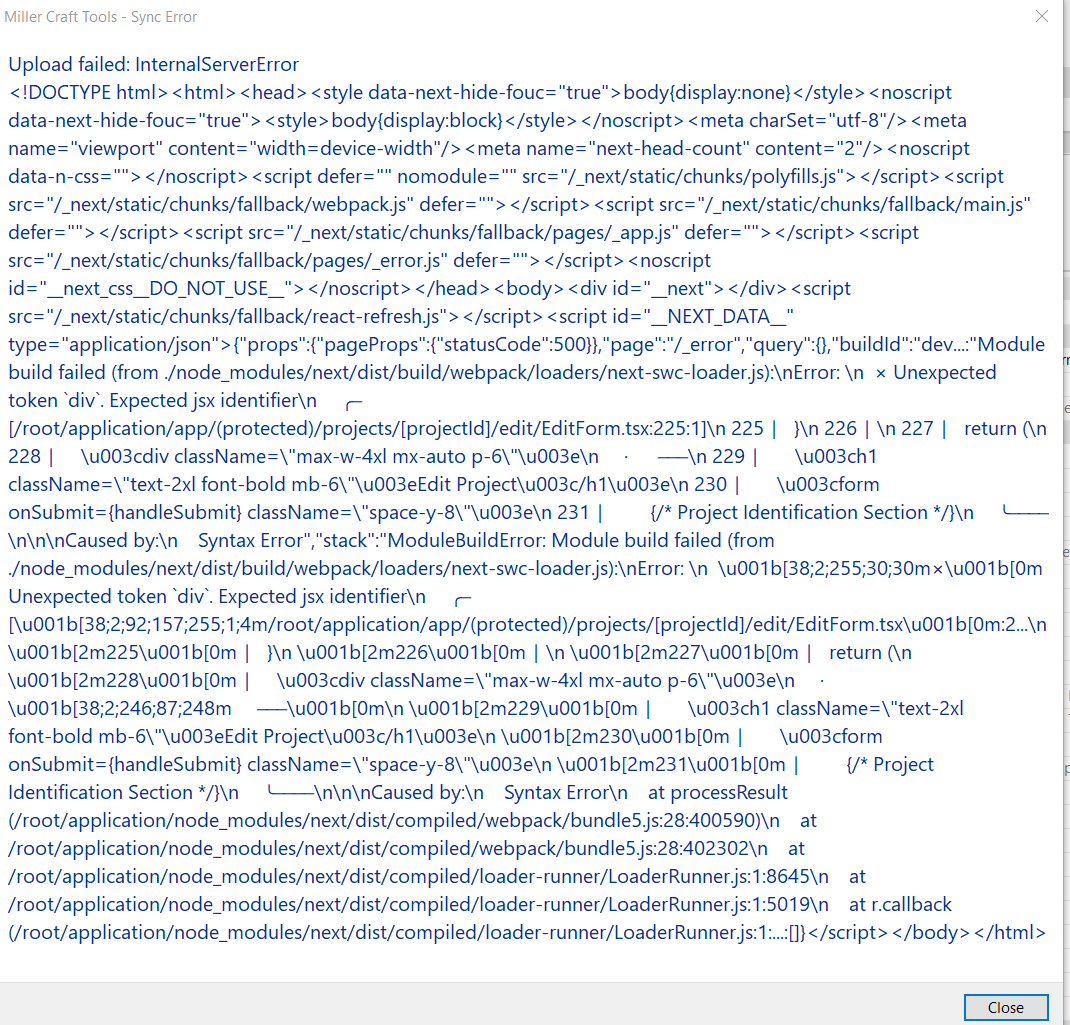 Miller Craft Tools - Sync Error
Upload failed: InternalServerError
<!DOCTYPE html><html><head><style data-next-hide-fouc="true">body{display:none}</style><noscript
data-next-hide-fouc="true"><style>body{display:block}</style></noscript><meta charSet="utf-8"/><meta
name="viewport" content="width=device-width"/><meta name="next-head-count" content="2"/><noscript
data-n-css=""></noscript><script defer="" nomodule="" src="/_next/static/chunks/polyfills.js"></script><script
src="/_next/static/chunks/fallback/webpack.js" defer=""></script><script src="/_next/static/chunks/fallback/main.js"
defer=""></script><script src="/_next/static/chunks/fallback/pages/_app.js" defer=""></script><script
src="/_next/static/chunks/fallback/pages/_error.js" defer=""></script><noscript
id="__next_css__DO_NOT_USE__"></noscript></head><body><div id="__next"></div><script
src="/_next/static/chunks/fallback/react-refresh.js"></script><script id="__NEXT_DATA__"
type="application/json">{"props":{"pageProps":{"statusCode":500}},"page":"/_error","query":{},"buildId":"dev...:"Module
build failed (from ./node_modules/next/dist/build/webpack/loaders/next-swc-loader.js):\nError: \n  × Unexpected
token `div`. Expected jsx identifier\n     ╭─
[/root/application/app/(protected)/projects/[projectId]/edit/EditForm.tsx:225:1]\n 225 │   }\n 226 │ \n 227 │   return (\n
228 │     \u003cdiv className=\"max-w-4xl mx-auto p-6\"\u003e\n     ·      ───\n 229 │       \u003ch1
className=\"text-2xl font-bold mb-6\"\u003eEdit Project\u003c/h1\u003e\n 230 │       \u003cform
onSubmit={handleSubmit} className=\"space-y-8\"\u003e\n 231 │         {/* Project Identification Section */}\n     ╰────
\n\n\nCaused by:\n    Syntax Error","stack":"ModuleBuildError: Module build failed (from
./node_modules/next/dist/build/webpack/loaders/next-swc-loader.js):\nError: \n  \u001b[38;2;255;30;30m×\u001b[0m
Unexpected token `div`. Expected jsx identifier\n     ╭─
[\u001b[38;2;92;157;255;1;4m/root/application/app/(protected)/projects/[projectId]/edit/EditForm.tsx\u001b[0m:2...\n
\u001b[2m225\u001b[0m │   }\n \u001b[2m226\u001b[0m │ \n \u001b[2m227\u001b[0m │   return (\n
\u001b[2m228\u001b[0m │     \u003cdiv className=\"max-w-4xl mx-auto p-6\"\u003e\n     ·
\u001b[38;2;246;87;248m     ───\u001b[0m\n \u001b[2m229\u001b[0m │       \u003ch1 className=\"text-2xl
font-bold mb-6\"\u003eEdit Project\u003c/h1\u003e\n \u001b[2m230\u001b[0m │       \u003cform
onSubmit={handleSubmit} className=\"space-y-8\"\u003e\n \u001b[2m231\u001b[0m │         {/* Project
Identification Section */}\n     ╰────\n\n\nCaused by:\n    Syntax Error\n    at processResult
(/root/application/node_modules/next/dist/compiled/webpack/bundle5.js:28:400590)\n    at
/root/application/node_modules/next/dist/compiled/webpack/bundle5.js:28:402302\n    at
/root/application/node_modules/next/dist/compiled/loader-runner/LoaderRunner.js:1:8645\n    at
/root/application/node_modules/next/dist/compiled/loader-runner/LoaderRunner.js:1:5019\n    at r.callback
(/root/application/node_modules/next/dist/compiled/loader-runner/LoaderRunner.js:1:...:[]}</script></body></html>
Close